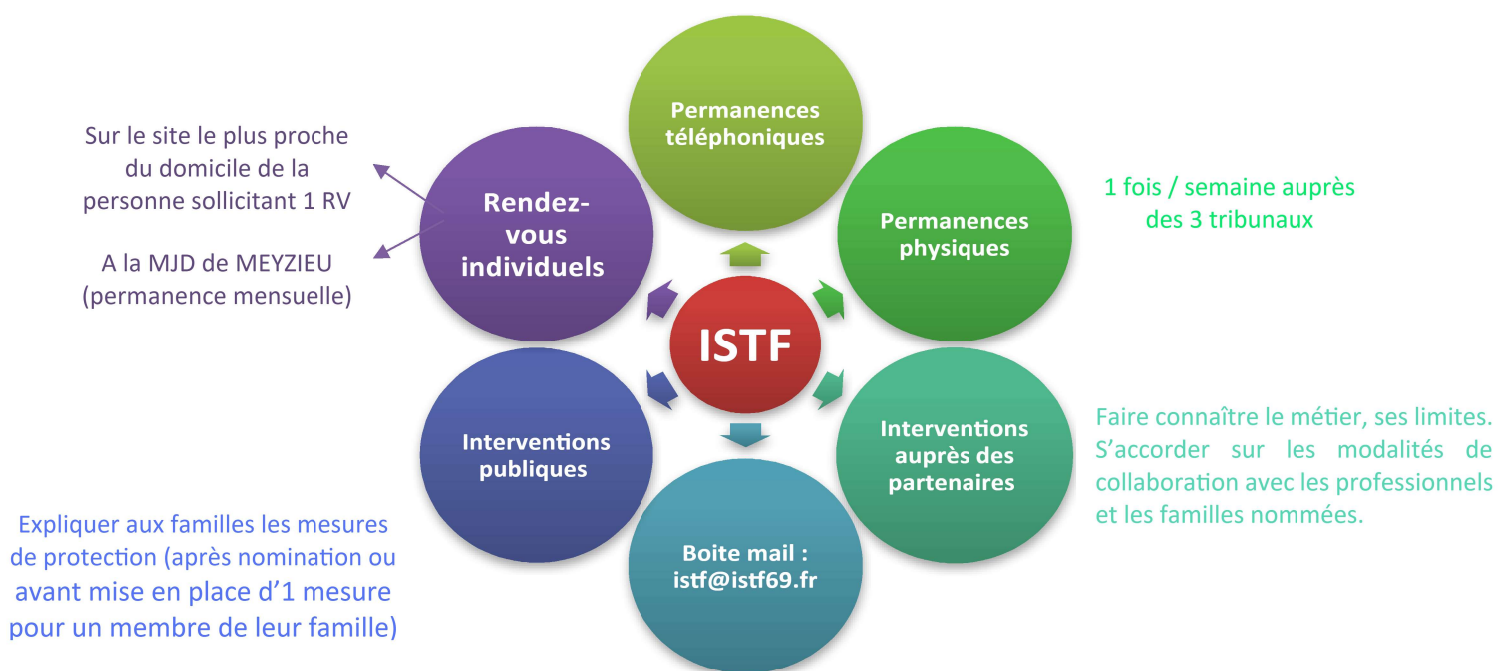 Permanences
téléphoniques
Sur le site le plus proche
du domicile de la
personne sollicitant 1 RV
A la MJD de MEYZIEU
(permanence mensuelle)
Rendez-
vous
individuels
Permanences
physiques
1 fois / semaine auprès
des 3 tribunaux
ISTF
Interventions
publiques
Expliquer aux familles les mesures
de protection (après nomination ou
avant mise en place d’1 mesure
pour un membre de leur famille)
Interventions
auprès des
partenaires
Faire connaître le métier, ses limites.
S’accorder sur les modalités de
collaboration avec les professionnels
et les familles nommées.
Boite mail :
istf@istf69.fr